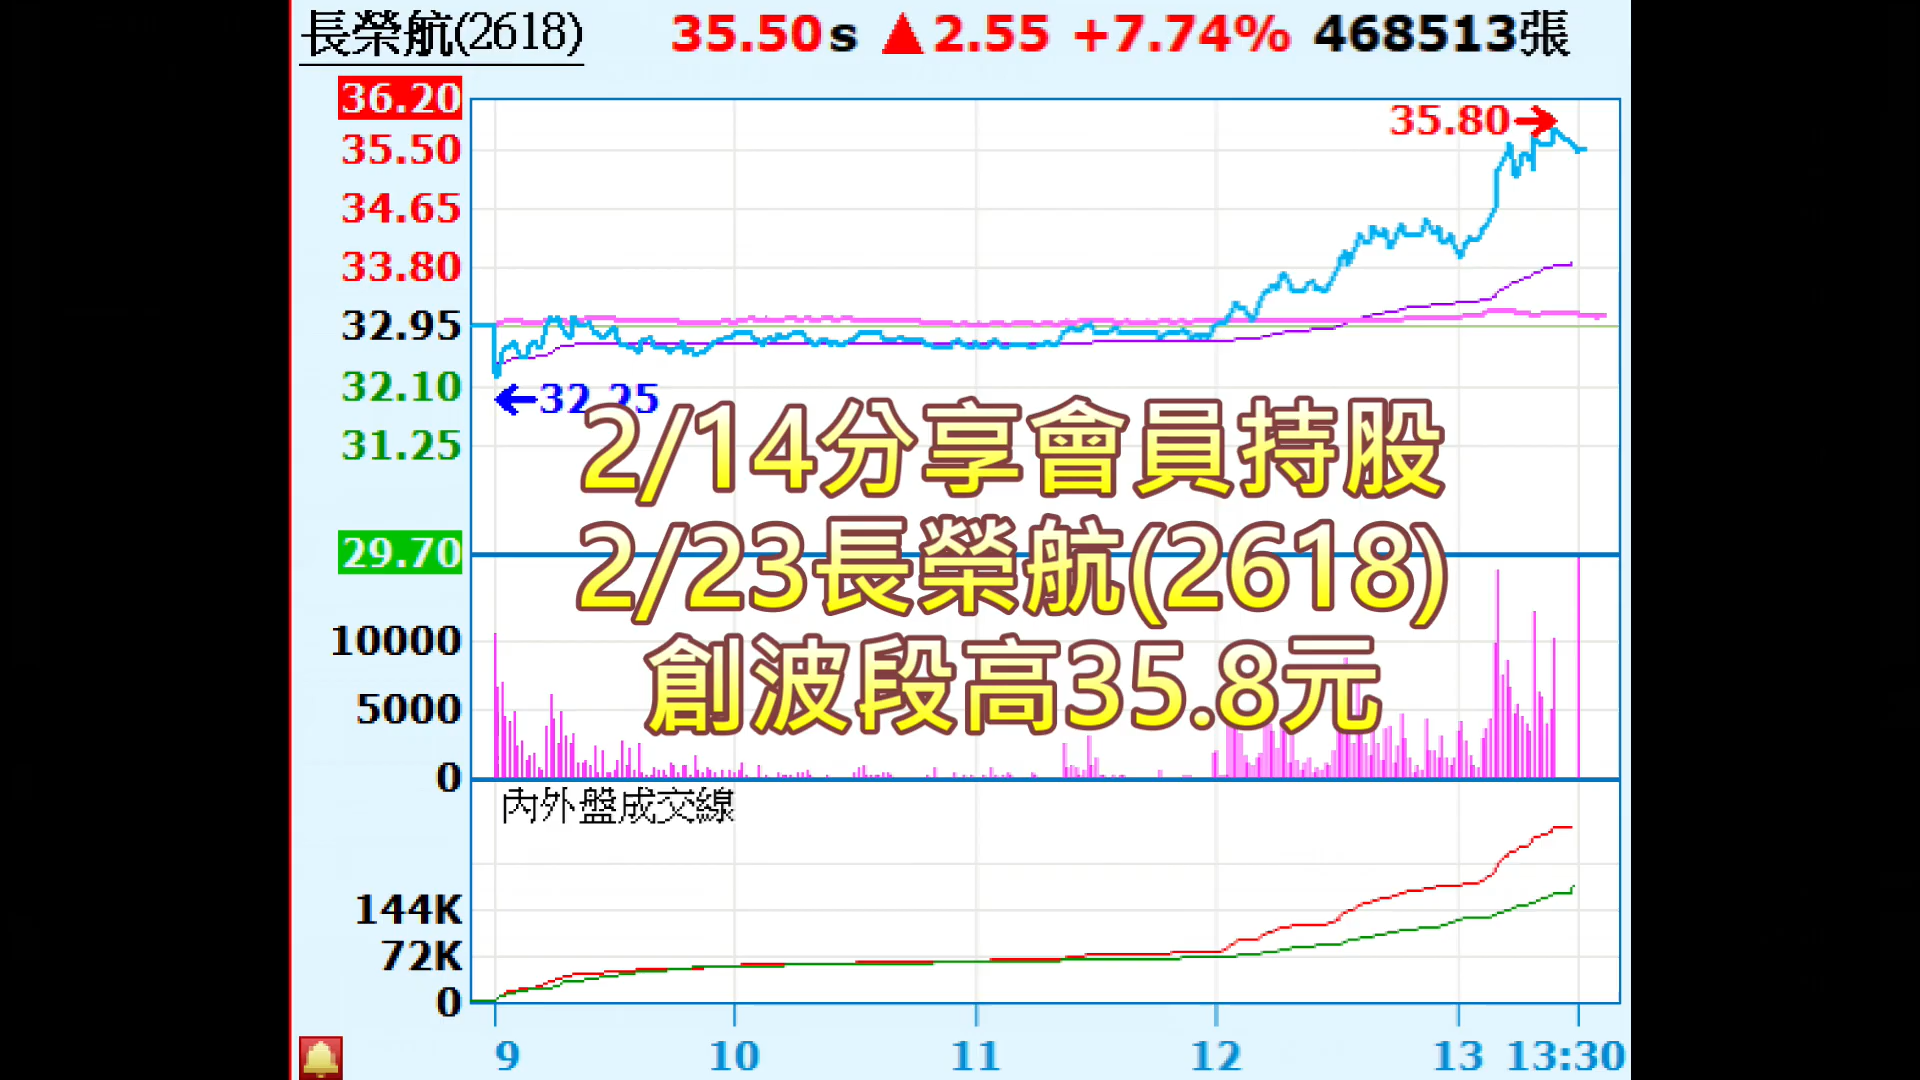 長榮航(2618) 35.50s ▲2.55 +7.74% 468513張
36.20
35.80→
35.50
34.65
33.80
32.95
32.10
←32.25
31.25
2/14分享會員持股
29.70
2/23長榮航(2618)
創波段高35.8元
10000
5000
0
內外盤成交線
144K
72K
0
9 10 11 12 13 13:30